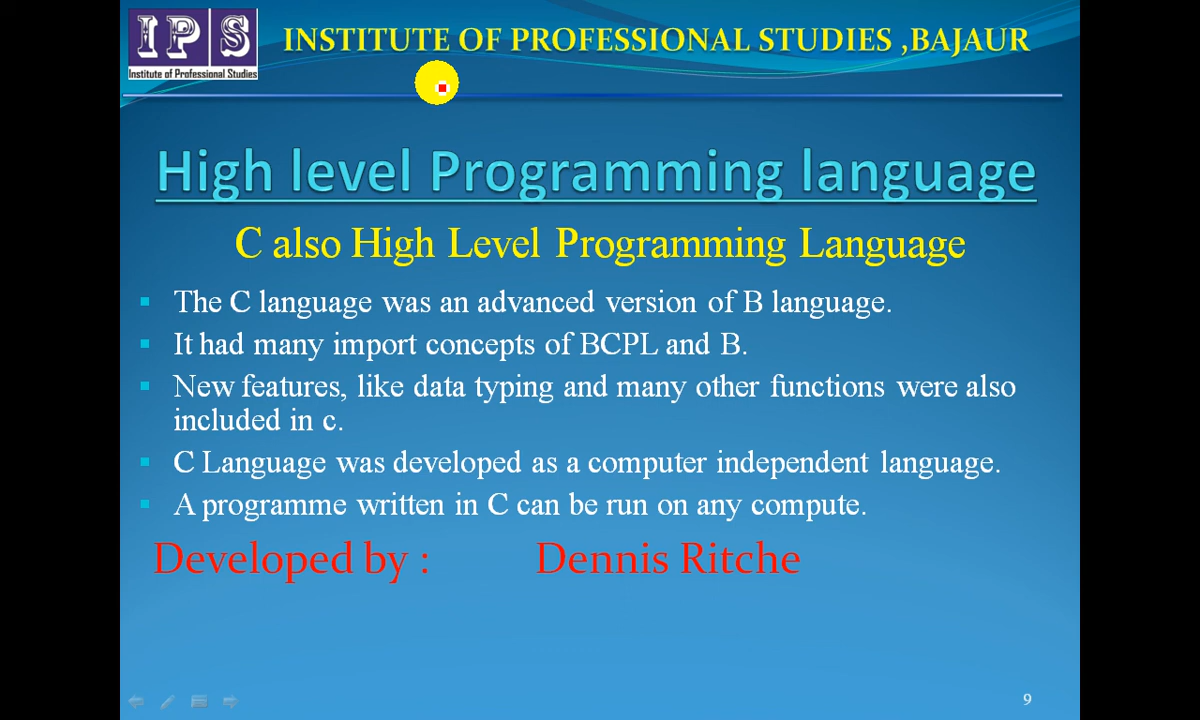 IPS
Institute of Professional Studies
INSTITUTE OF PROFESSIONAL STUDIES ,BAJAUR
High level Programming language
C also High Level Programming Language
The C language was an advanced version of B language.
It had many import concepts of BCPL and B.
New features, like data typing and many other functions were also
included in c.
C Language was developed as a computer independent language.
A programme written in C can be run on any compute.
Developed by : Dennis Ritche
9